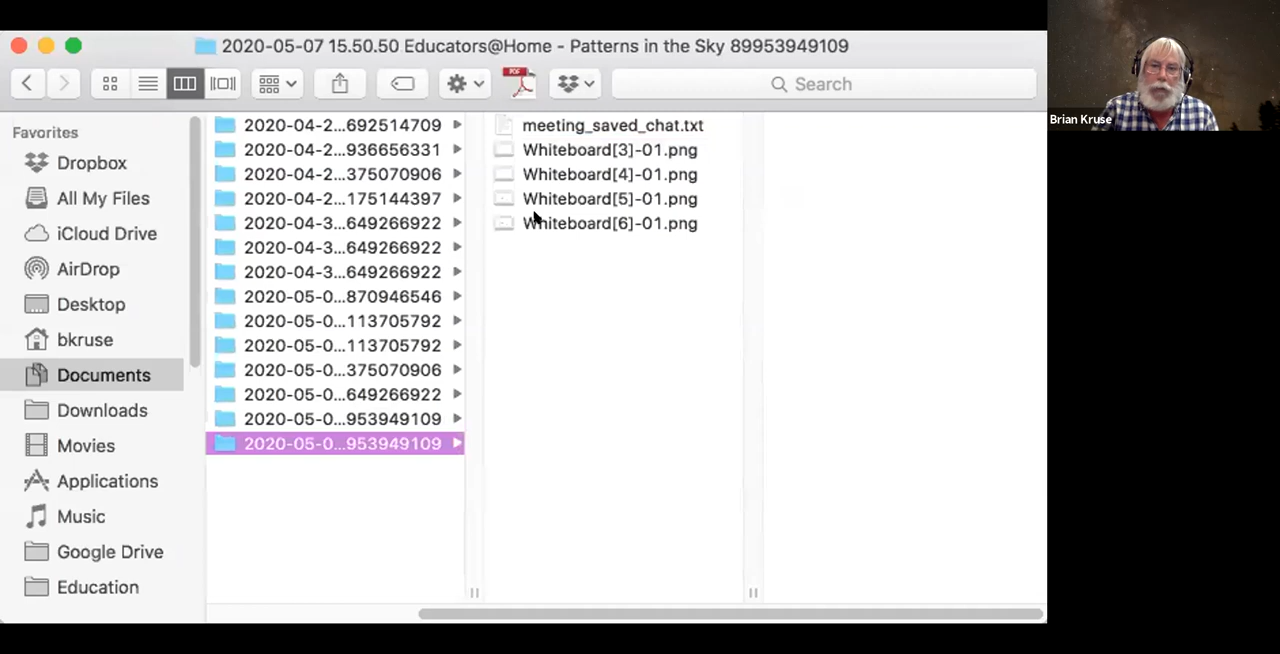 2020-05-07 15.50.50 Educators@Home - Patterns in the Sky 89953949109
PDF
Search
Favorites
Dropbox
All My Files
iCloud Drive
AirDrop
Desktop
bkruse
Documents
Downloads
Movies
Applications
Music
Google Drive
Education
2020-04-2...692514709
2020-04-2...936656331
2020-04-2...375070906
2020-04-2...175144397
2020-04-3...649266922
2020-04-3...649266922
2020-04-3...649266922
2020-05-0...870946546
2020-05-0...113705792
2020-05-0...113705792
2020-05-0...375070906
2020-05-0...649266922
2020-05-0...953949109
2020-05-0...953949109
meeting_saved_chat.txt
Whiteboard[3]-01.png
Whiteboard[4]-01.png
Whiteboard[5]-01.png
Whiteboard[6]-01.png
Brian Kruse